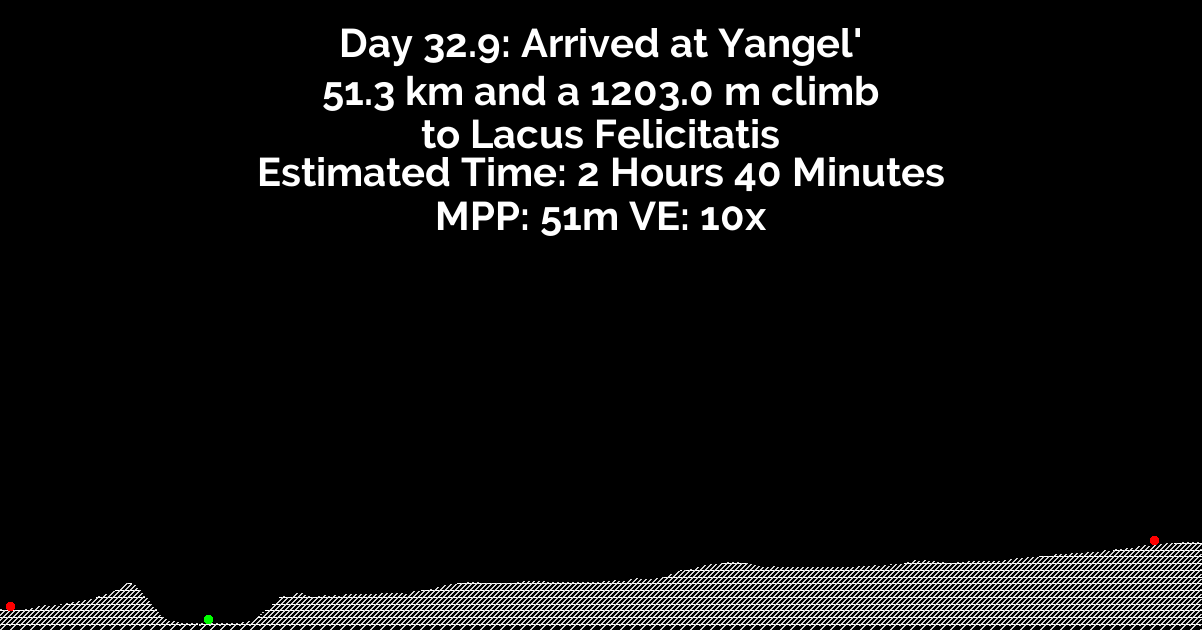 Day 32.9: Arrived at Yangel'
51.3 km and a 1203.0 m climb
to Lacus Felicitatis
Estimated Time: 2 Hours 40 Minutes
MPP: 51m VE: 10x